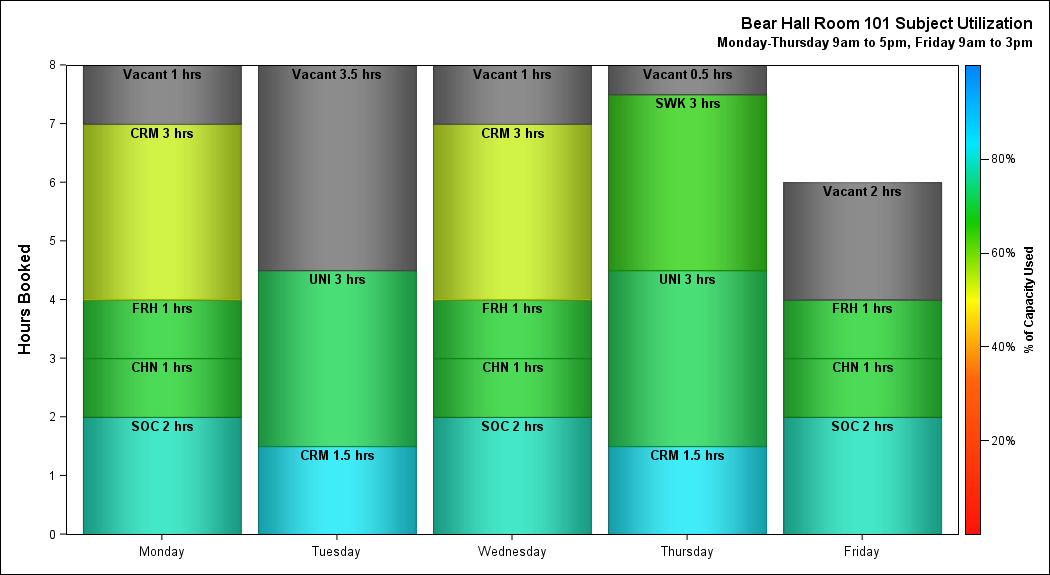 Bear Hall Room 101 Subject Utilization
Monday-Thursday 9am to 5pm, Friday 9am to 3pm
Hours Booked
8
7
6
5
4
3
2
1
0
Vacant 1 hrs
CRM 3 hrs
FRH 1 hrs
CHN 1 hrs
SOC 2 hrs
Vacant 3.5 hrs
UNI 3 hrs
CRM 1.5 hrs
Vacant 1 hrs
CRM 3 hrs
FRH 1 hrs
CHN 1 hrs
SOC 2 hrs
Vacant 0.5 hrs
SWK 3 hrs
UNI 3 hrs
CRM 1.5 hrs
Vacant 2 hrs
FRH 1 hrs
CHN 1 hrs
SOC 2 hrs
Monday
Tuesday
Wednesday
Thursday
Friday
80%
60%
40%
20%
% of Capacity Used